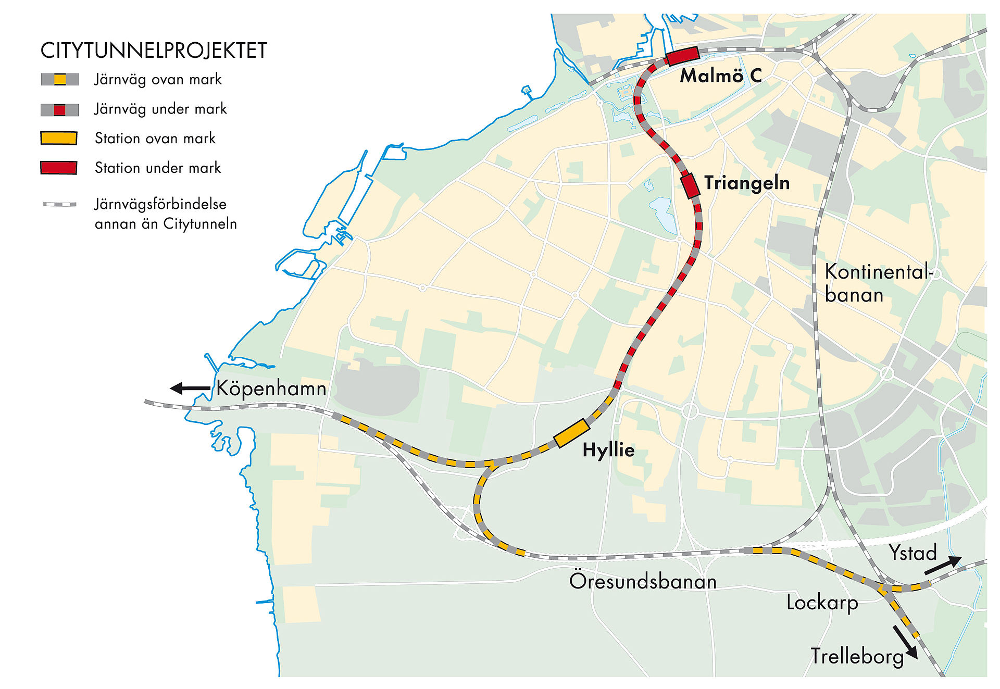 CITYTUNNELPROJEKTET
Järnväg ovan mark
Järnväg under mark
Station ovan mark
Station under mark
Järnvägsförbindelse
annan än Citytunneln
Malmö C
Triangeln
Kontinental-
banan
Köpenhamn
Hyllie
Ystad
Öresundsbanan
Lockarp
Trelleborg